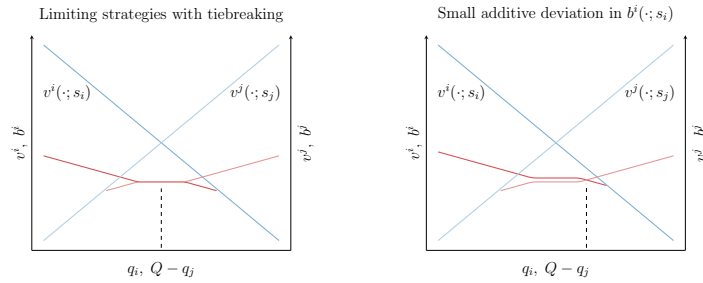 Limiting strategies with tiebreaking
v^i(·; s_i)
v^j(·; s_j)
v^i, b^i
v^j, b^j
q_i, Q − q_j
Small additive deviation in b^i(·; s_i)
v^i(·; s_i)
v^j(·; s_j)
v^i, b^i
v^j, b^j
q_i, Q − q_j